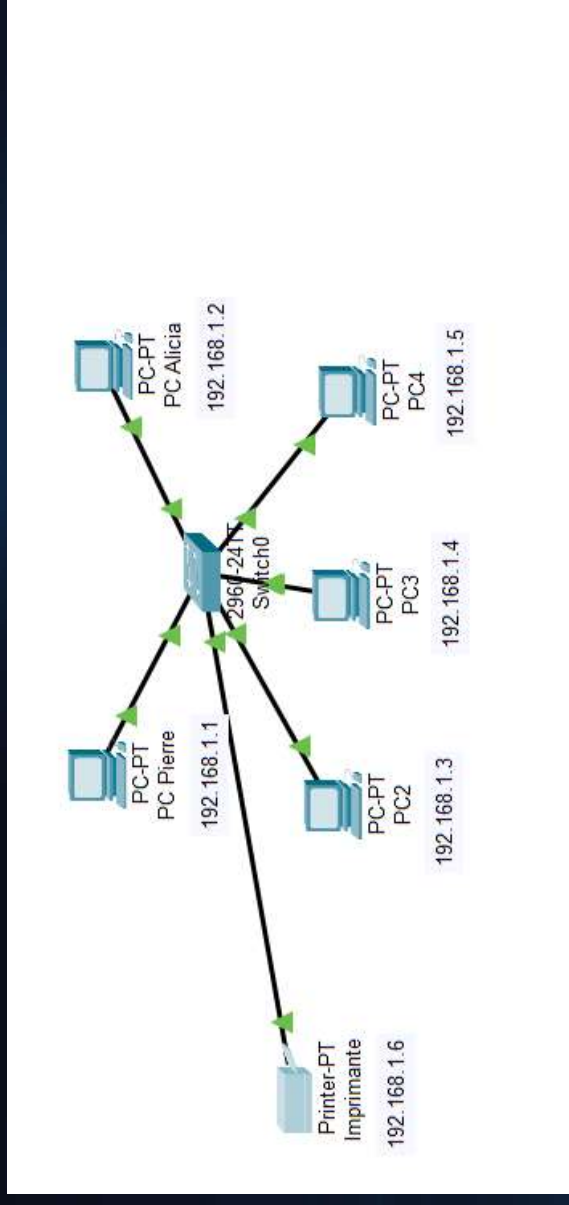 PC-PT
PC Pierre
192.168.1.1
PC-PT
PC Alicia
192.168.1.2
2960-24TT
Switch0
Printer-PT
Imprimante
192.168.1.6
PC-PT
PC2
192.168.1.3
PC-PT
PC3
192.168.1.4
PC-PT
PC4
192.168.1.5